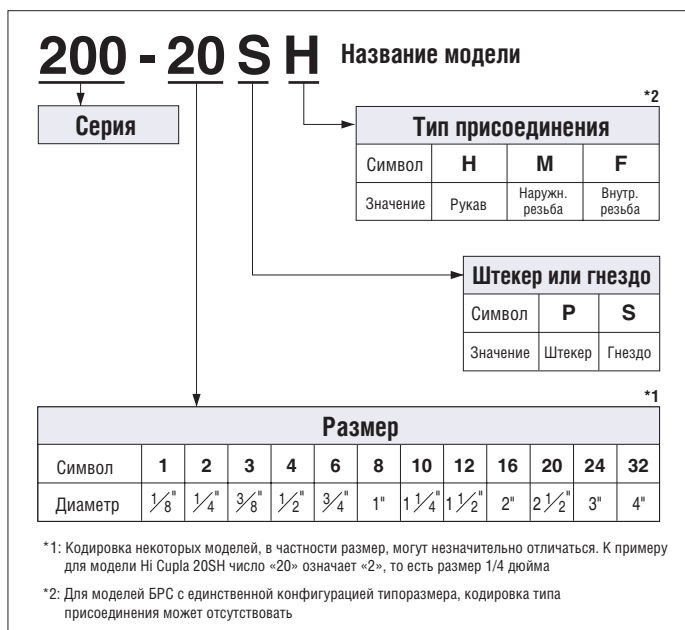 200 - 20 S H Название модели
Серия
*2
Тип присоединения
Символ H M F
Значение Рукав Наружн. резьба Внутр. резьба
Штекер или гнездо
Символ P S
Значение Штекер Гнездо
*1
Размер
Символ 1 2 3 4 6 8 10 12 16 20 24 32
Диаметр 1/8" 1/4" 3/8" 1/2" 3/4" 1" 1 1/4" 1 1/2" 2" 2 1/2" 3" 4"
*1: Кодировка некоторых моделей, в частности размер, могут незначительно отличаться. К примеру
для модели Hi Cupla 20SH число «20» означает «2», то есть размер 1/4 дюйма
*2: Для моделей БРС с единственной конфигурацией типоразмера, кодировка типа
присоединения может отсутствовать